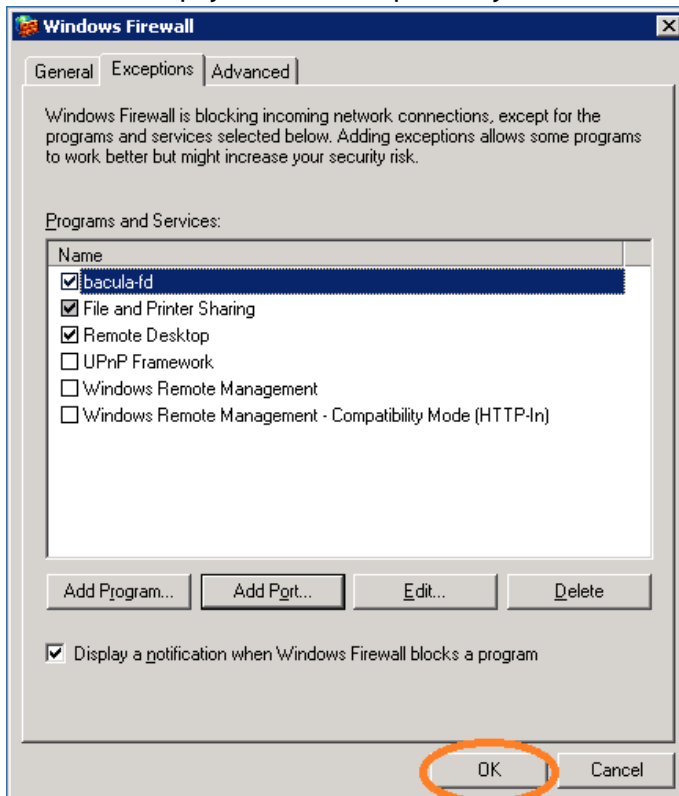 Windows Firewall
General Exceptions Advanced
Windows Firewall is blocking incoming network connections, except for the
programs and services selected below. Adding exceptions allows some programs
to work better but might increase your security risk.
Programs and Services:
Name
bacula-fd
File and Printer Sharing
Remote Desktop
UPnP Framework
Windows Remote Management
Windows Remote Management - Compatibility Mode (HTTP-In)
Add Program... Add Port... Edit... Delete
Display a notification when Windows Firewall blocks a program
OK Cancel